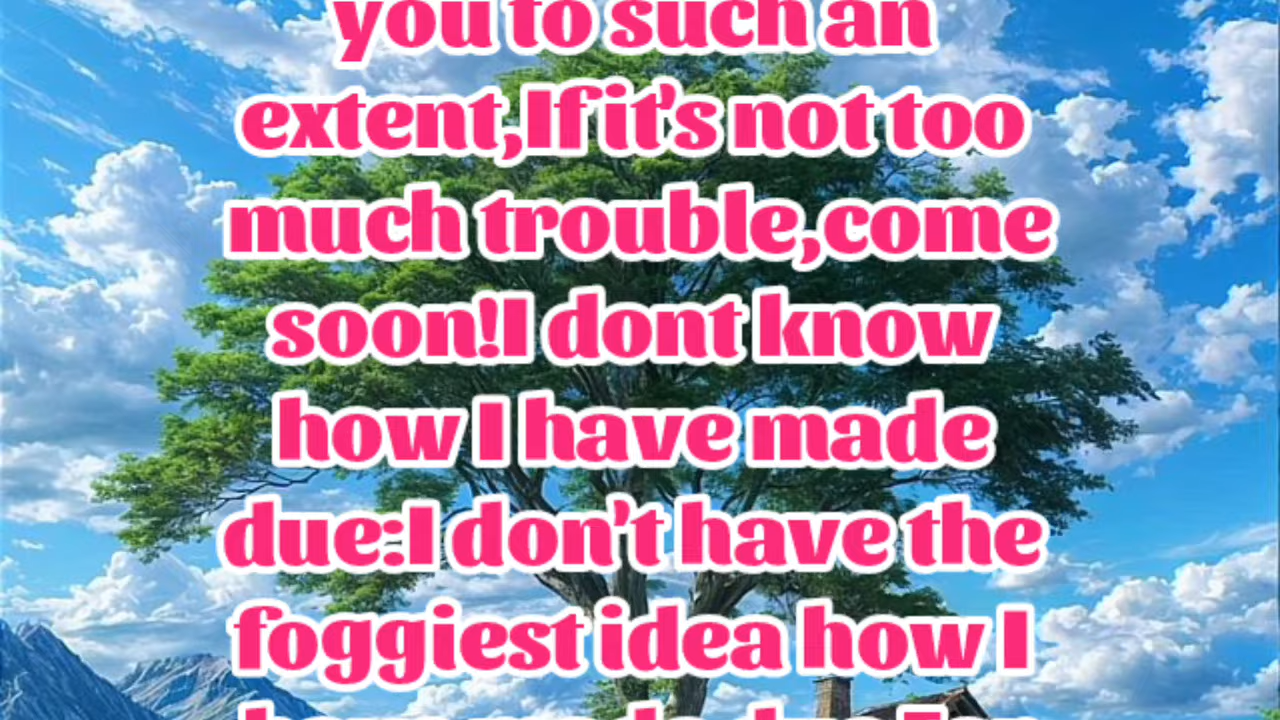 you to such an
extent,If it's not too
much trouble,come
soon!I dont know
how I have made
due:I don't have the
foggiest idea how I